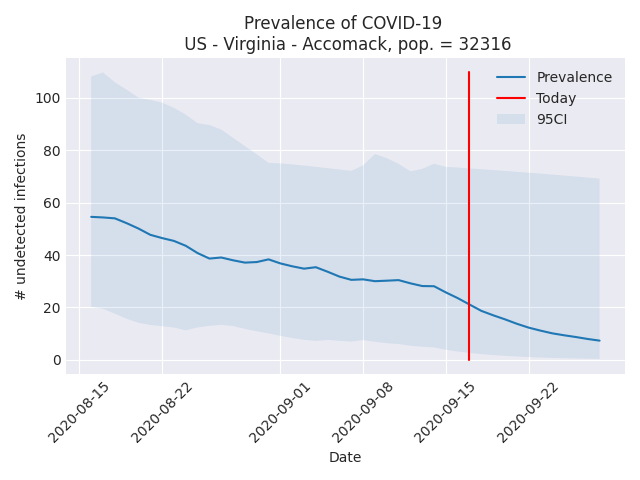 Prevalence of COVID-19
US - Virginia - Accomack, pop. = 32316
Prevalence
Today
95CI
# undetected infections
100
80
60
40
20
0
2020-08-15
2020-08-22
2020-09-01
2020-09-08
2020-09-15
2020-09-22
Date